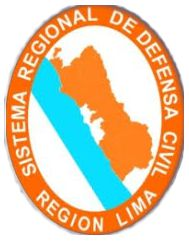 SISTEMA REGIONAL DE DEFENSA CIVIL
REGION LIMA